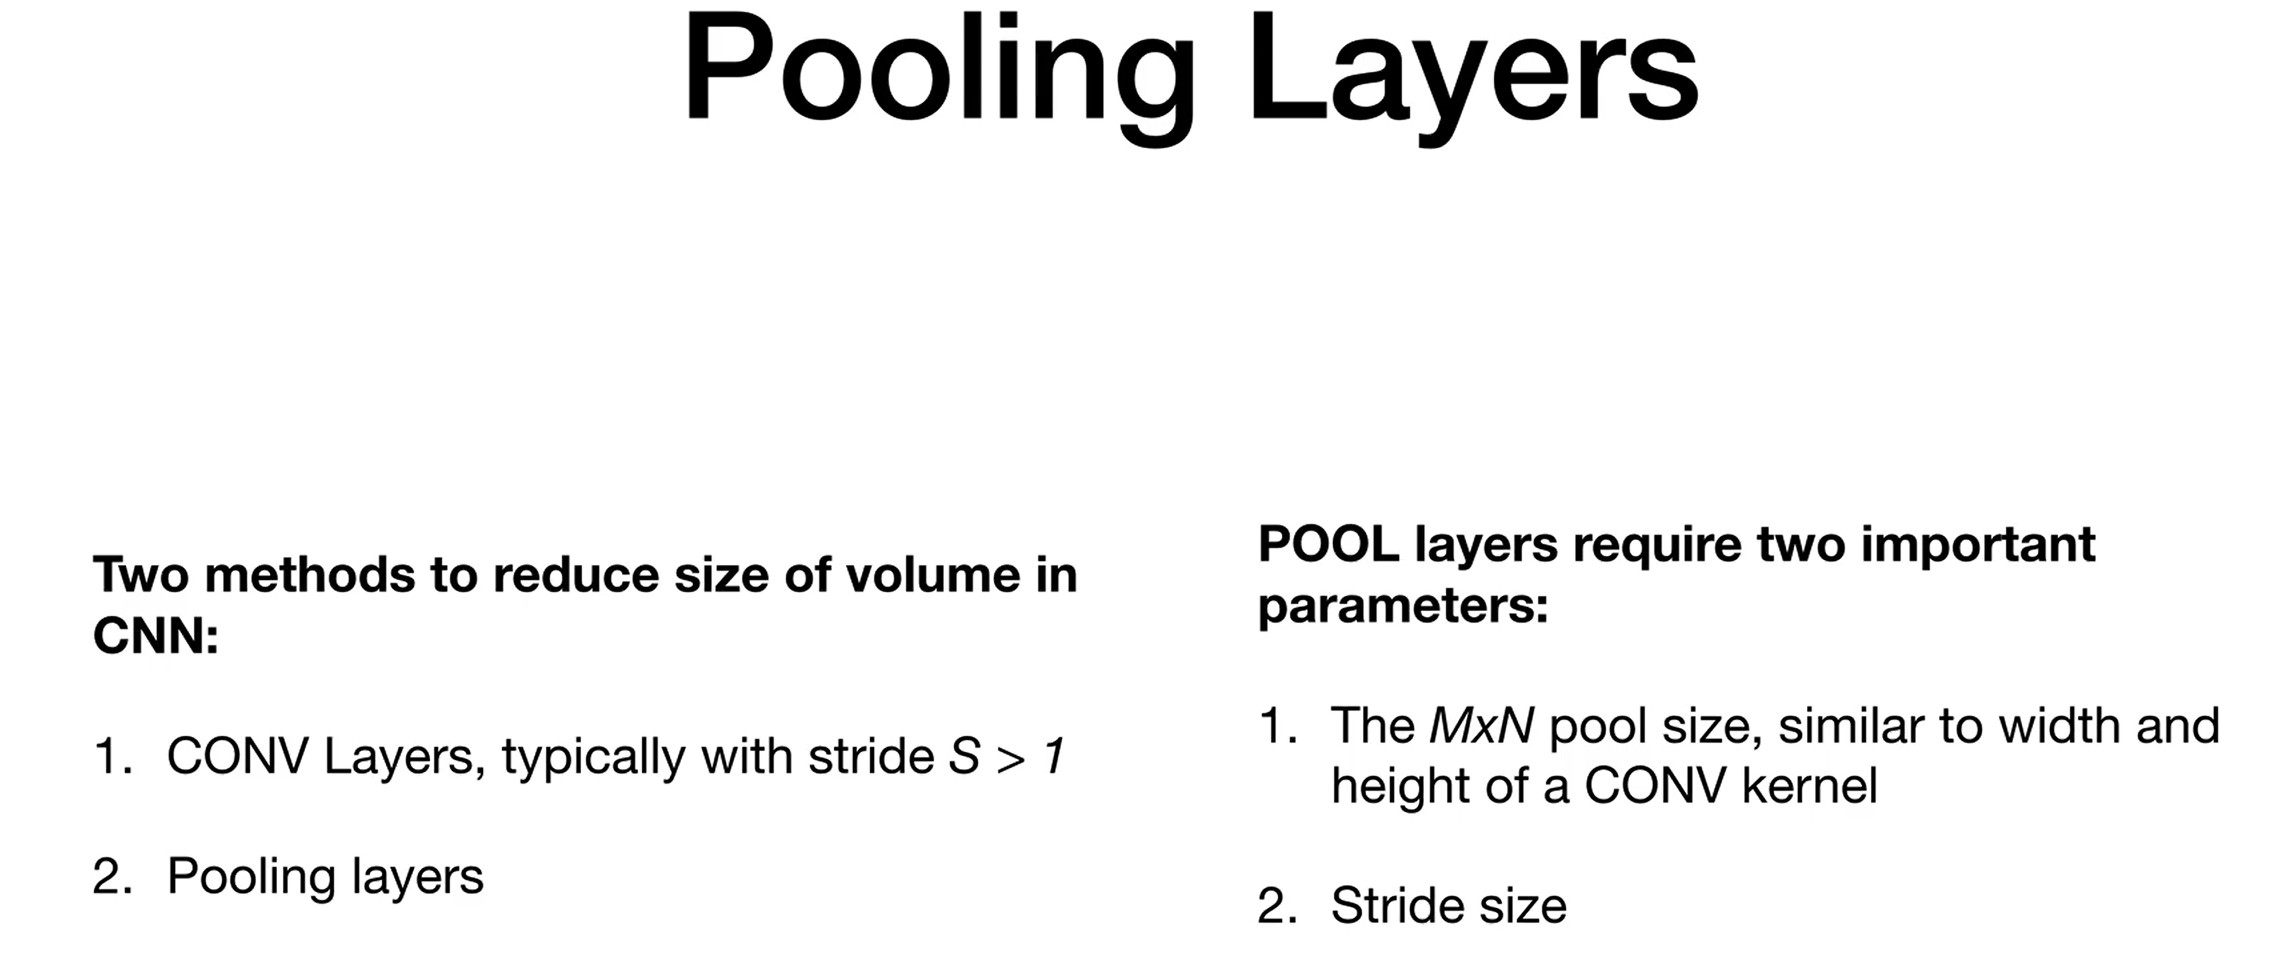 Pooling Layers
Two methods to reduce size of volume in
CNN:
1. CONV Layers, typically with stride S > 1
2. Pooling layers
POOL layers require two important
parameters:
1. The MxN pool size, similar to width and
height of a CONV kernel
2. Stride size